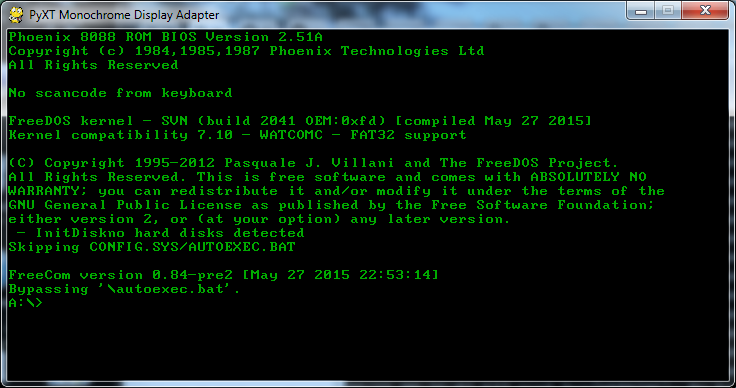 PyXT Monochrome Display Adapter
Phoenix 8088 ROM BIOS Version 2.51A
Copyright (c) 1984,1985,1987 Phoenix Technologies Ltd
All Rights Reserved
No scancode from keyboard
FreeDOS kernel - SVN (build 2041 OEM:0xfd) [compiled May 27 2015]
Kernel compatibility 7.10 - WATCOMC - FAT32 support
(C) Copyright 1995-2012 Pasquale J. Villani and The FreeDOS Project.
All Rights Reserved. This is free software and comes with ABSOLUTELY NO
WARRANTY; you can redistribute it and/or modify it under the terms of the
GNU General Public License as published by the Free Software Foundation;
either version 2, or (at your option) any later version.
- InitDiskno hard disks detected
Skipping CONFIG.SYS/AUTOEXEC.BAT
FreeCom version 0.84-pre2 [May 27 2015 22:53:14]
Bypassing '\autoexec.bat'.
A:\>